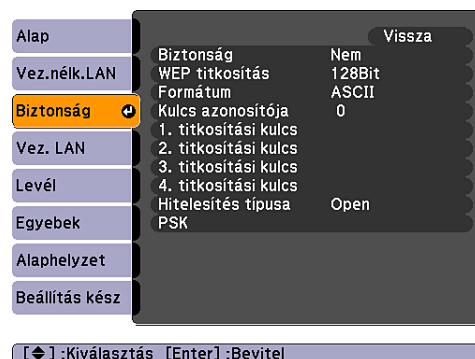 Alap
Vez.nélk.LAN
Biztonság
Vez. LAN
Levél
Egyebek
Alaphelyzet
Beállítás kész
Vissza
Biztonság Nem
WEP titkosítás 128Bit
Formátum ASCII
Kulcs azonosítója 0
1. titkosítási kulcs
2. titkosítási kulcs
3. titkosítási kulcs
4. titkosítási kulcs
Hitelesítés típusa Open
PSK
[◆] :Kiválasztás [Enter] :Bevitel